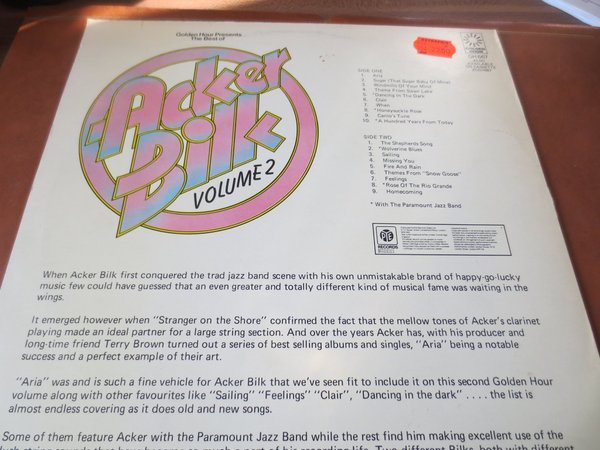 Golden Hour Presents
The Best of
Acker
Bilk
VOLUME 2
SIDE ONE
1. Aria
2. Sugar (That Sugar Baby Of Mine)
3. Windmills Of Your Mind
4. Theme From Swan Lake
5. *Dancing In The Dark
6. Clair
7. When
8. *Honeysuckle Rose
9. Canio's Tune
10. *A Hundred Years From Today
SIDE TWO
1. The Shepherds Song
2. *Wolverine Blues
3. Sailing
4. Missing You
5. Fire And Rain
6. Themes From "Snow Goose"
7. Feelings
8. *Rose Of The Rio Grande
9. Homecoming
* With The Paramount Jazz Band
PYE
RECORDS
When Acker Bilk first conquered the trad jazz band scene with his own unmistakable brand of happy-go-lucky
music few could have guessed that an even greater and totally different kind of musical fame was waiting in the
wings.
It emerged however when "Stranger on the Shore" confirmed the fact that the mellow tones of Acker's clarinet
playing made an ideal partner for a large string section. And over the years Acker has, with his producer and
long-time friend Terry Brown turned out a series of best selling albums and singles, "Aria" being a notable
success and a perfect example of their art.
"Aria" was and is such a fine vehicle for Acker Bilk that we've seen fit to include it on this second Golden Hour
volume along with other favourites like "Sailing" "Feelings" "Clair", "Dancing in the dark" . . . . the list is
almost endless covering as it does old and new songs.
Some of them feature Acker with the Paramount Jazz Band while the rest find him making excellent use of the